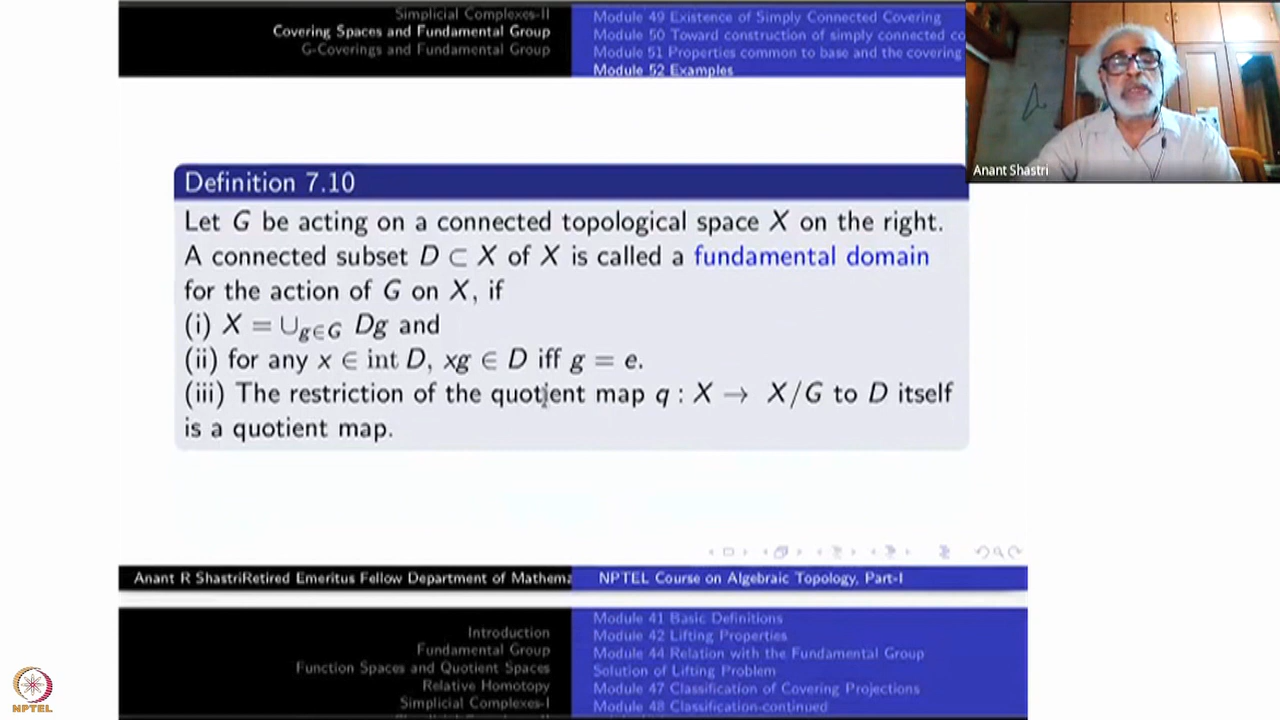 Simplicial Complexes-II
Covering Spaces and Fundamental Group
G-Coverings and Fundamental Group
Module 49 Existence of Simply Connected Covering
Module 50 Toward construction of simply connected co
Module 51 Properties common to base and the covering
Module 52 Examples
Anant Shastri
Definition 7.10
Let G be acting on a connected topological space X on the right.
A connected subset D ⊂ X of X is called a fundamental domain
for the action of G on X, if
(i) X = ∪g∈G Dg and
(ii) for any x ∈ int D, xg ∈ D iff g = e.
(iii) The restriction of the quotient map q : X → X/G to D itself
is a quotient map.
Anant R ShastriRetired Emeritus Fellow Department of Mathema
NPTEL Course on Algebraic Topology, Part-I
Introduction
Fundamental Group
Function Spaces and Quotient Spaces
Relative Homotopy
Simplicial Complexes-I
Module 41 Basic Definitions
Module 42 Lifting Properties
Module 44 Relation with the Fundamental Group
Solution of Lifting Problem
Module 47 Classification of Covering Projections
Module 48 Classification-continued
NPTEL